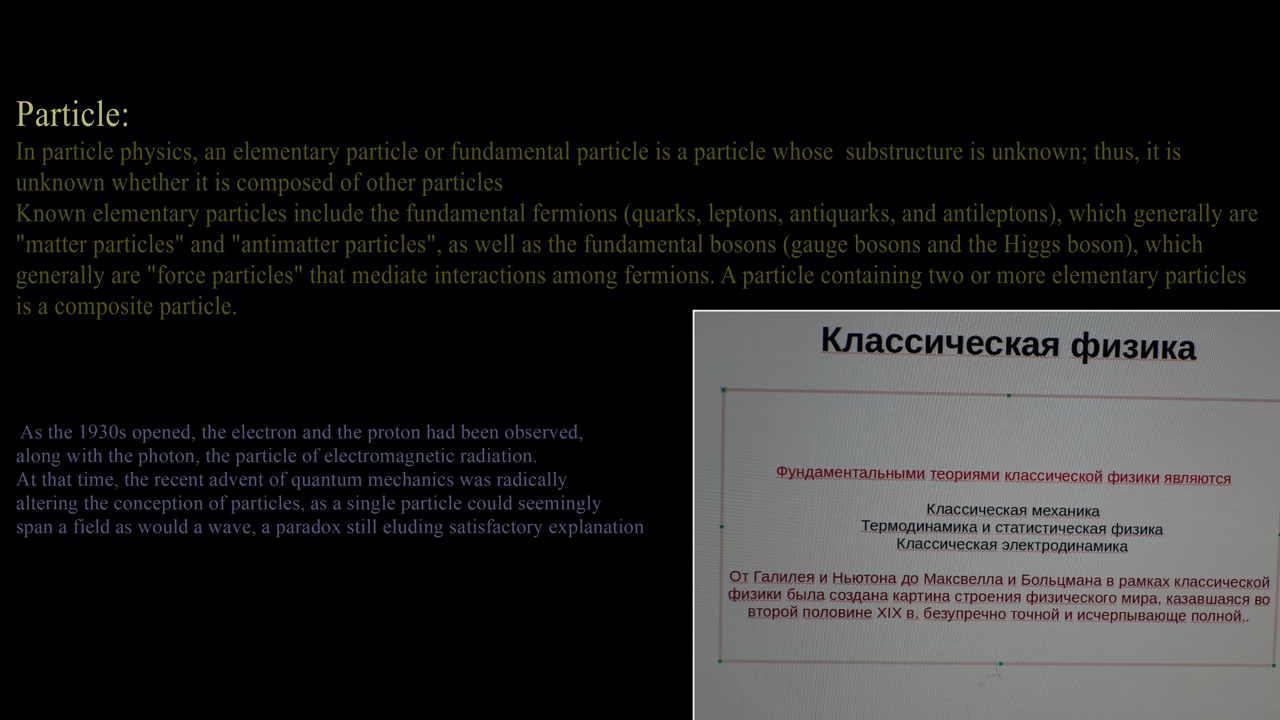 Particle:
In particle physics, an elementary particle or fundamental particle is a particle whose  substructure is unknown; thus, it is
unknown whether it is composed of other particles
Known elementary particles include the fundamental fermions (quarks, leptons, antiquarks, and antileptons), which generally are
"matter particles" and "antimatter particles", as well as the fundamental bosons (gauge bosons and the Higgs boson), which
generally are "force particles" that mediate interactions among fermions. A particle containing two or more elementary particles
is a composite particle.
As the 1930s opened, the electron and the proton had been observed,
along with the photon, the particle of electromagnetic radiation.
At that time, the recent advent of quantum mechanics was radically
altering the conception of particles, as a single particle could seemingly
span a field as would a wave, a paradox still eluding satisfactory explanation
Классическая физика
Фундаментальными теориями классической физики являются
Классическая механика
Термодинамика и статистическая физика
Классическая электродинамика
От Галилея и Ньютона до Максвелла и Больцмана в рамках классической
физики была создана картина строения физического мира, казавшаяся во
второй половине XIX в. безупречно точной и исчерпывающе полной..